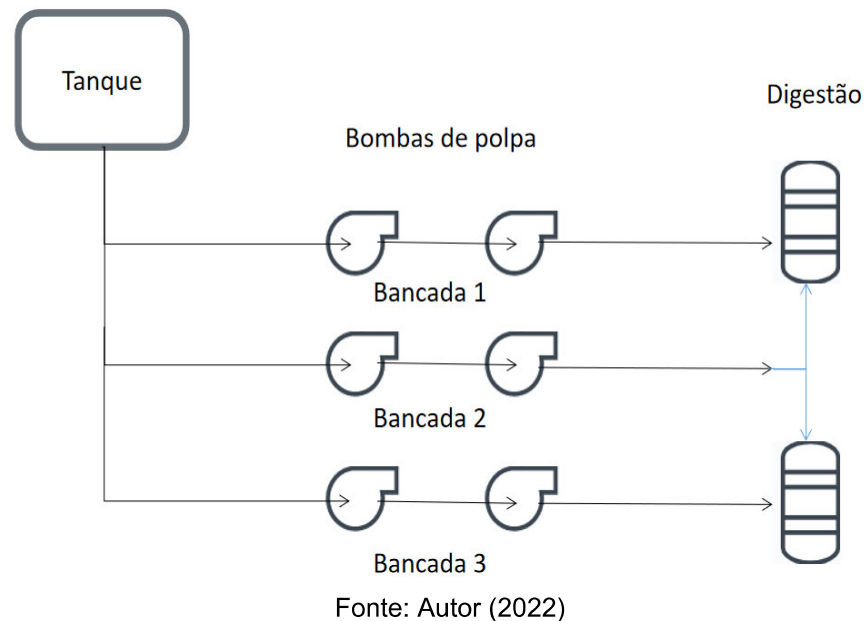 Tanque
Digestão
Bombas de polpa
Bancada 1
Bancada 2
Bancada 3
Fonte: Autor (2022)